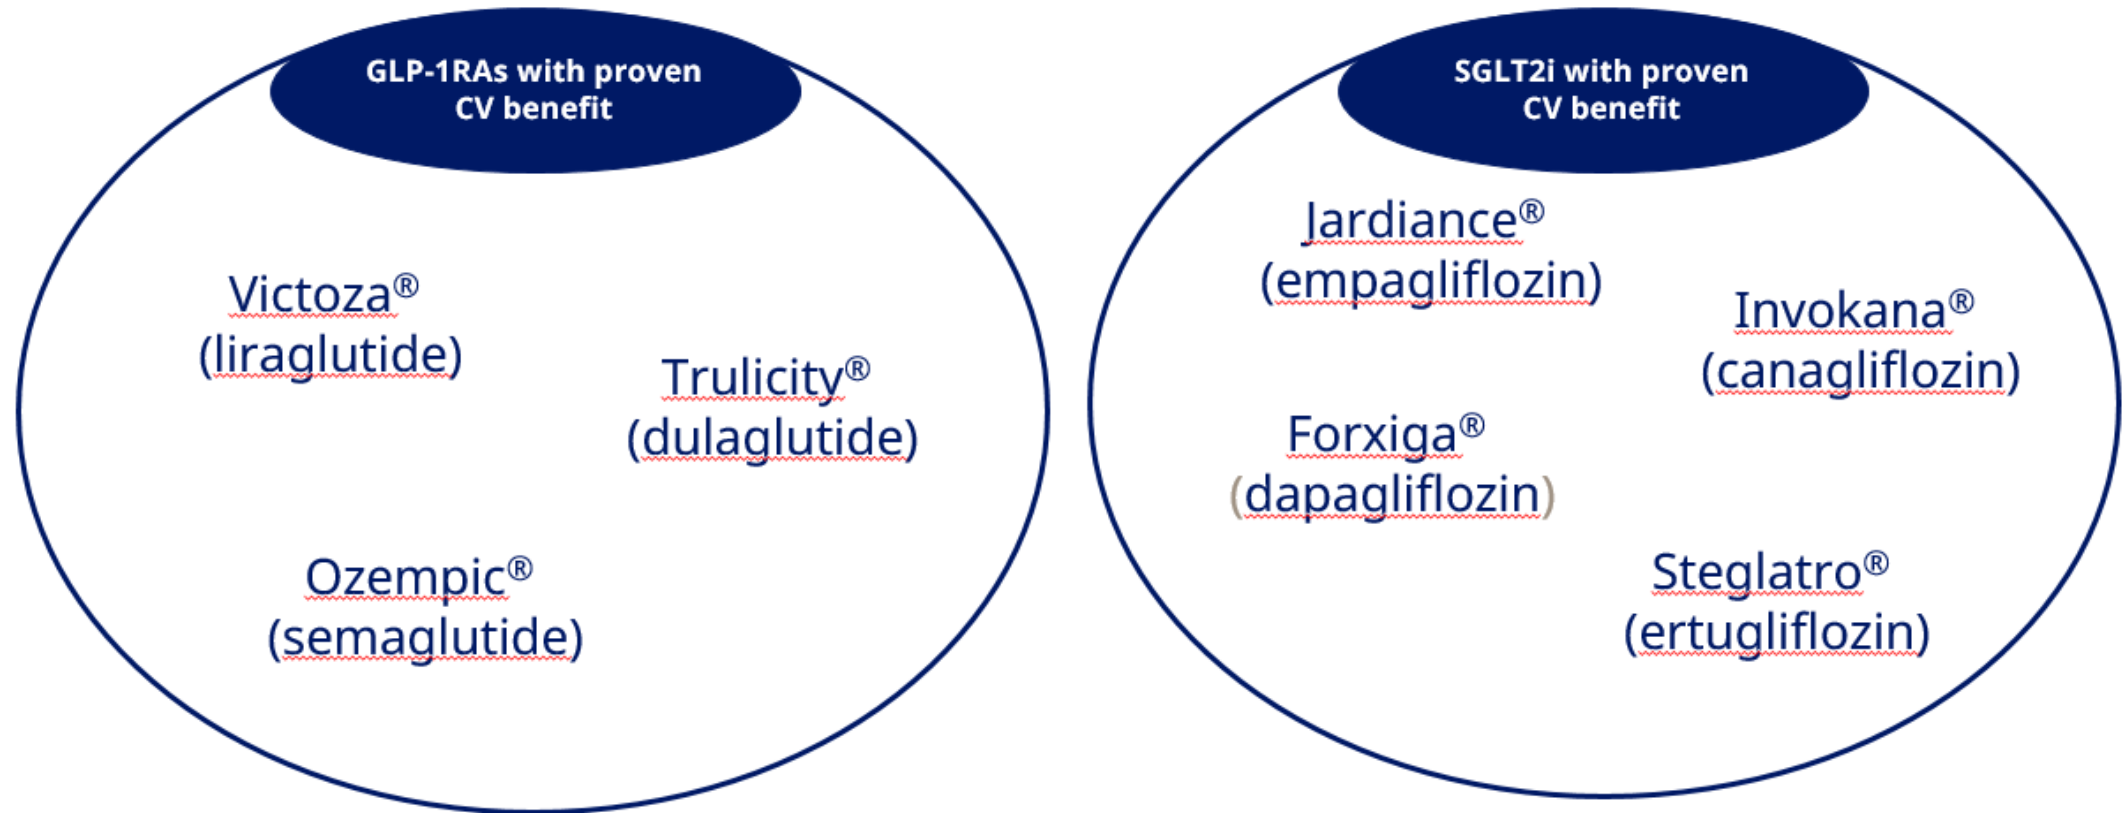 GLP-1RAs with proven
CV benefit
Victoza®
(liraglutide)
Trulicity®
(dulaglutide)
Ozempic®
(semaglutide)
SGLT2i with proven
CV benefit
Jardiance®
(empagliflozin)
Invokana®
(canagliflozin)
Forxiga®
(dapagliflozin)
Steglatro®
(ertugliflozin)